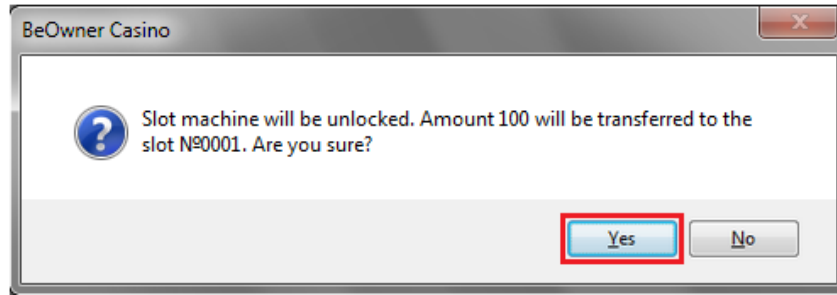 BeOwner Casino
Slot machine will be unlocked. Amount 100 will be transferred to the
slot №0001. Are you sure?
Yes No